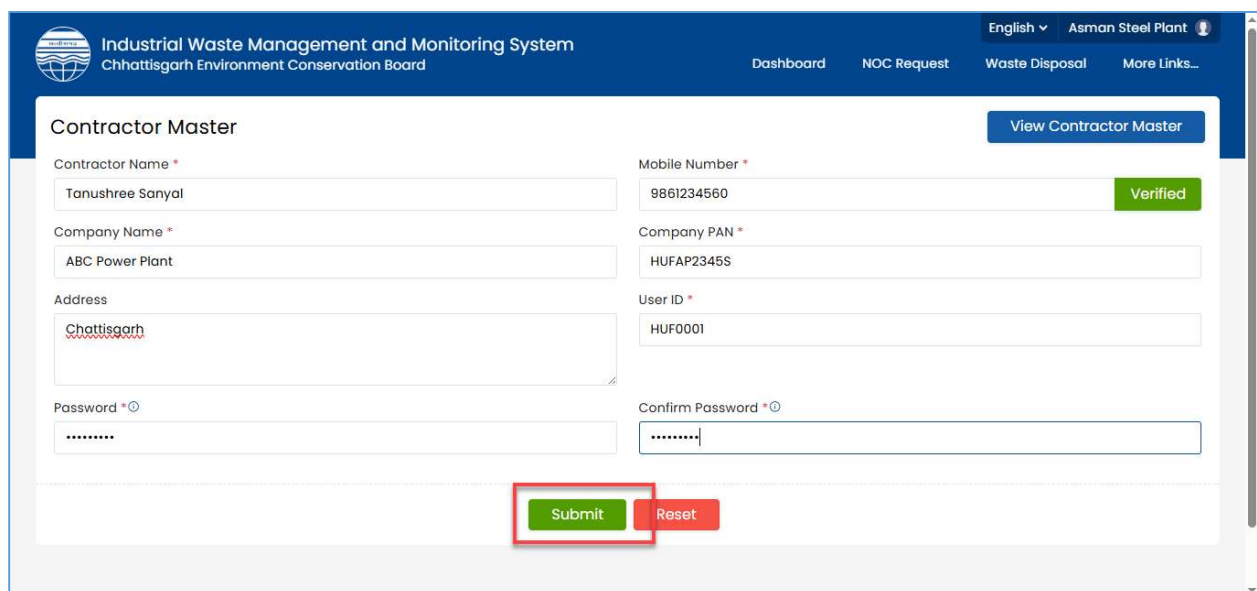 English Asman Steel Plant
Industrial Waste Management and Monitoring System
Chhattisgarh Environment Conservation Board
Dashboard NOC Request Waste Disposal More Links...
Contractor Master View Contractor Master
Contractor Name * Mobile Number *
Tanushree Sanyal 9861234560 Verified
Company Name * Company PAN *
ABC Power Plant HUFAP2345S
Address User ID *
Chattisgarh HUF0001
Password * Confirm Password *
••••••••• •••••••••
Submit Reset